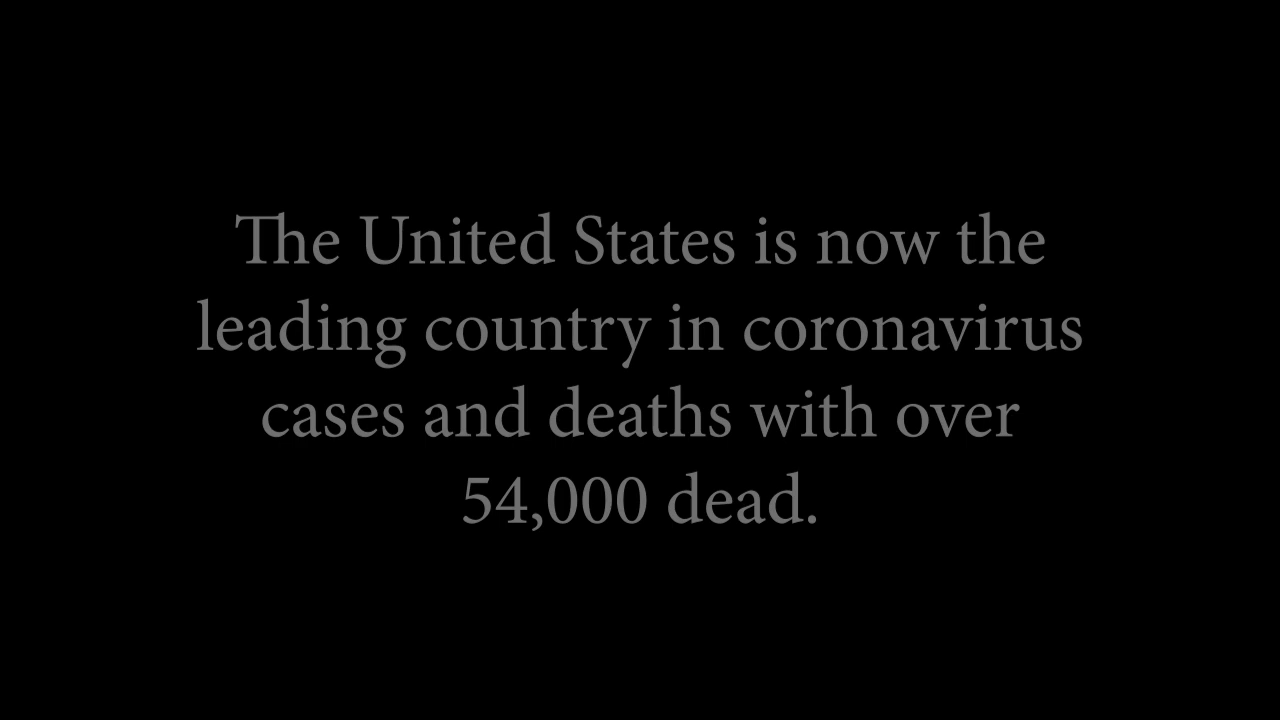 The United States is now the
leading country in coronavirus
cases and deaths with over
54,000 dead.